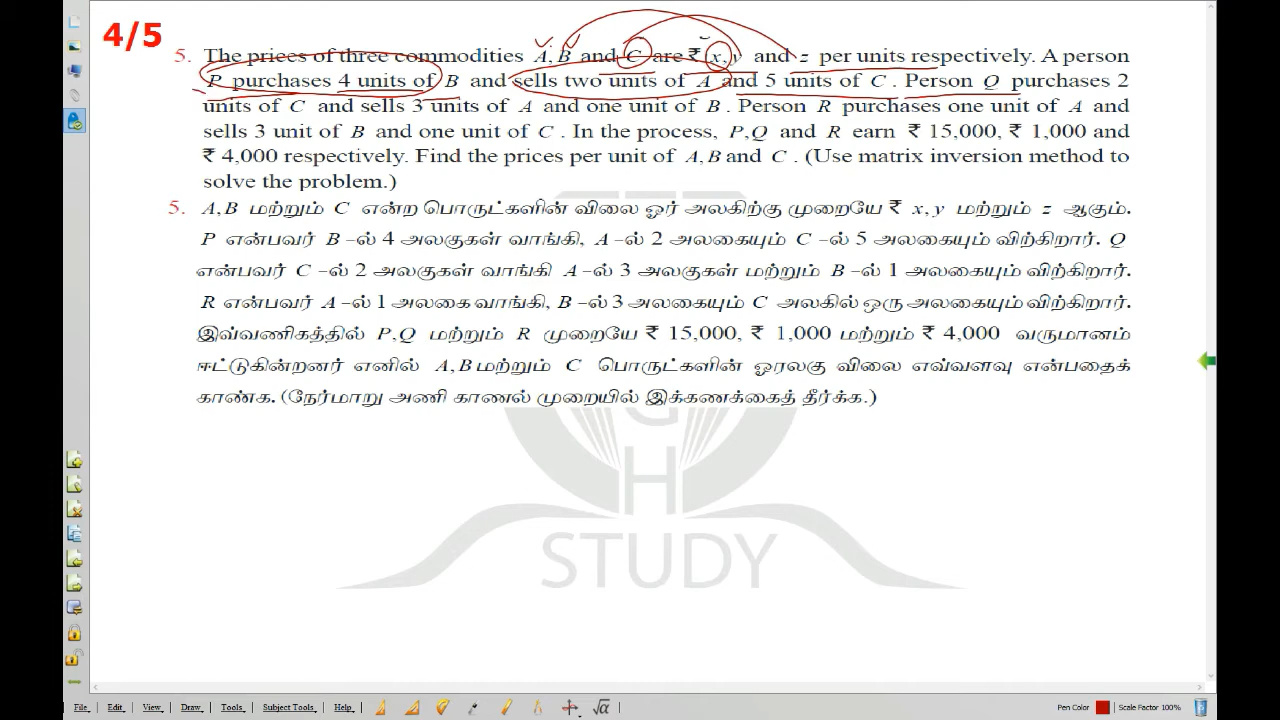 4/5
5. The prices of three commodities A, B and C are ₹ x, y and z per units respectively. A person
P purchases 4 units of B and sells two units of A and 5 units of C. Person Q purchases 2
units of C and sells 3 units of A and one unit of B. Person R purchases one unit of A and
sells 3 unit of B and one unit of C. In the process, P,Q and R earn ₹ 15,000, ₹ 1,000 and
₹ 4,000 respectively. Find the prices per unit of A, B and C. (Use matrix inversion method to
solve the problem.)
5. A, B மற்றும் C என்ற பொருட்களின் விலை ஓர் அலகிற்கு முறையே ₹ x, y மற்றும் z ஆகும்.
P என்பவர் B -ல் 4 அலகுகள் வாங்கி, A -ல் 2 அலகையும் C -ல் 5 அலகையும் விற்கிறார். Q
என்பவர் C -ல் 2 அலகுகள் வாங்கி A -ல் 3 அலகுகள் மற்றும் B -ல் 1 அலகையும் விற்கிறார்.
R என்பவர் A -ல் 1 அலகை வாங்கி, B -ல் 3 அலகையும் C அலகில் ஒரு அலகையும் விற்கிறார்.
இவ்வணிகத்தில் P, Q மற்றும் R முறையே ₹ 15,000, ₹ 1,000 மற்றும் ₹ 4,000 வருமானம்
ஈட்டுகின்றனர் எனில் A, B மற்றும் C பொருட்களின் ஓரலகு விலை எவ்வளவு என்பதைக்
காண்க. (நேர்மாறு அணி காணல் முறையில் இக்கணக்கைத் தீர்க்க.)
G
H
STUDY
File Edit View Draw Tools Subject Tools Help √α Pen Color Scale Factor 100%